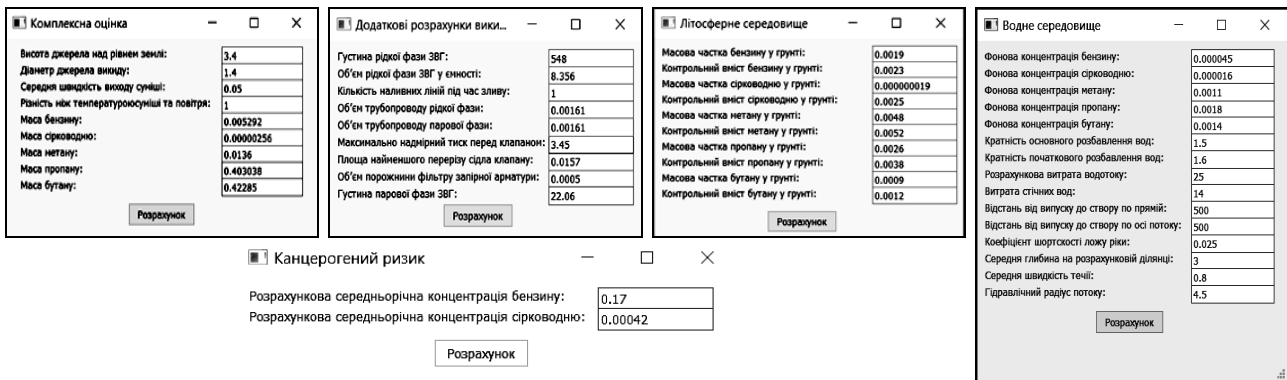 Комплексна оцінка
Висота джерела над рівнем землі: 3.4
Діаметр джерела викиду: 1.4
Середня швидкість виходу суміші: 0.05
Різність ніж температуроюсуміші та повітря: 1
Маса бензину: 0.005292
Маса сірководню: 0.00000256
Маса метану: 0.0136
Маса пропану: 0.403038
Маса бутану: 0.42285
Розрахунок
Додаткові розрахунки вики...
Густина рідкої фази ЗВГ: 548
Об'єм рідкої фази ЗВГ у ємності: 8.356
Кількість наливних ліній під час зливу: 1
Об'єм трубопроводу рідкої фази: 0.00161
Об'єм трубопроводу парової фази: 0.00161
Максимально надмірний тиск перед клапаном: 3.45
Площа найменшого перерізу сідла клапану: 0.0157
Об'єм порожнини фільтру запірної арматури: 0.0005
Густина парової фази ЗВГ: 22.06
Розрахунок
Літосферне середовище
Масова частка бензину у грунті: 0.0019
Контрольний вміст бензину у грунті: 0.0023
Масова частка сірководню у грунті: 0.000000019
Контрольний вміст сірководню у грунті: 0.0025
Масова частка метану у грунті: 0.0048
Контрольний вміст метану у грунті: 0.0052
Масова частка пропану у грунті: 0.0026
Контрольний вміст пропану у грунті: 0.0038
Масова частка бутану у грунті: 0.0009
Контрольний вміст бутану у грунті: 0.0012
Розрахунок
Водне середовище
Фонова концентрація бензину: 0.000045
Фонова концентрація сірководню: 0.000016
Фонова концентрація метану: 0.0011
Фонова концентрація пропану: 0.0018
Фонова концентрація бутану: 0.0014
Кратність основного розбавлення вод: 1.5
Кратність початкового розбавлення вод: 1.6
Розрахункова витрата водотоку: 25
Витрата стічних вод: 14
Відстань від випуску до створу по прямій: 500
Відстань від випуску до створу по осі потоку: 500
Коефіцієнт шорсткості ложу ріки: 0.025
Середня глибина на розрахунковій ділянці: 3
Середня швидкість течії: 0.8
Гідравлічний радіус потоку: 4.5
Розрахунок
Канцерогений ризик
Розрахункова середньорічна концентрація бензину: 0.17
Розрахункова середньорічна концентрація сірководню: 0.00042
Розрахунок